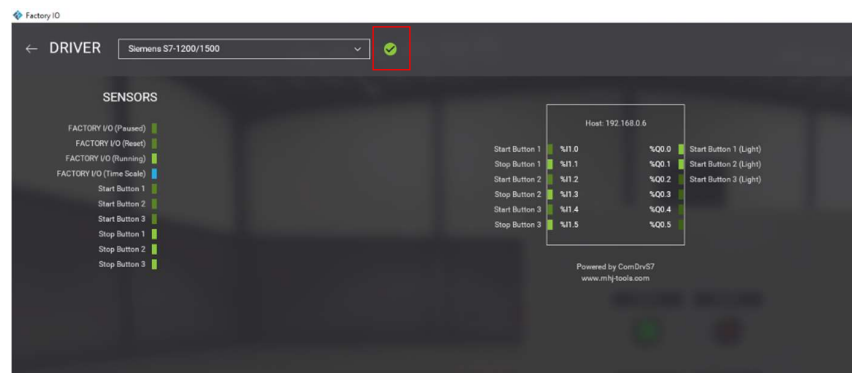 Factory IO
← DRIVER Siemens S7-1200/1500
SENSORS
FACTORY I/O (Paused)
FACTORY I/O (Reset)
FACTORY I/O (Running)
FACTORY I/O (Time Scale)
Start Button 1
Start Button 2
Start Button 3
Stop Button 1
Stop Button 2
Stop Button 3
Host: 192.168.0.6
Start Button 1 %I1.0 %Q0.0 Start Button 1 (Light)
Stop Button 1 %I1.1 %Q0.1 Start Button 2 (Light)
Start Button 2 %I1.2 %Q0.2 Start Button 3 (Light)
Stop Button 2 %I1.3 %Q0.3
Start Button 3 %I1.4 %Q0.4
Stop Button 3 %I1.5 %Q0.5
Powered by ComDrvS7
www.mhj-tools.com